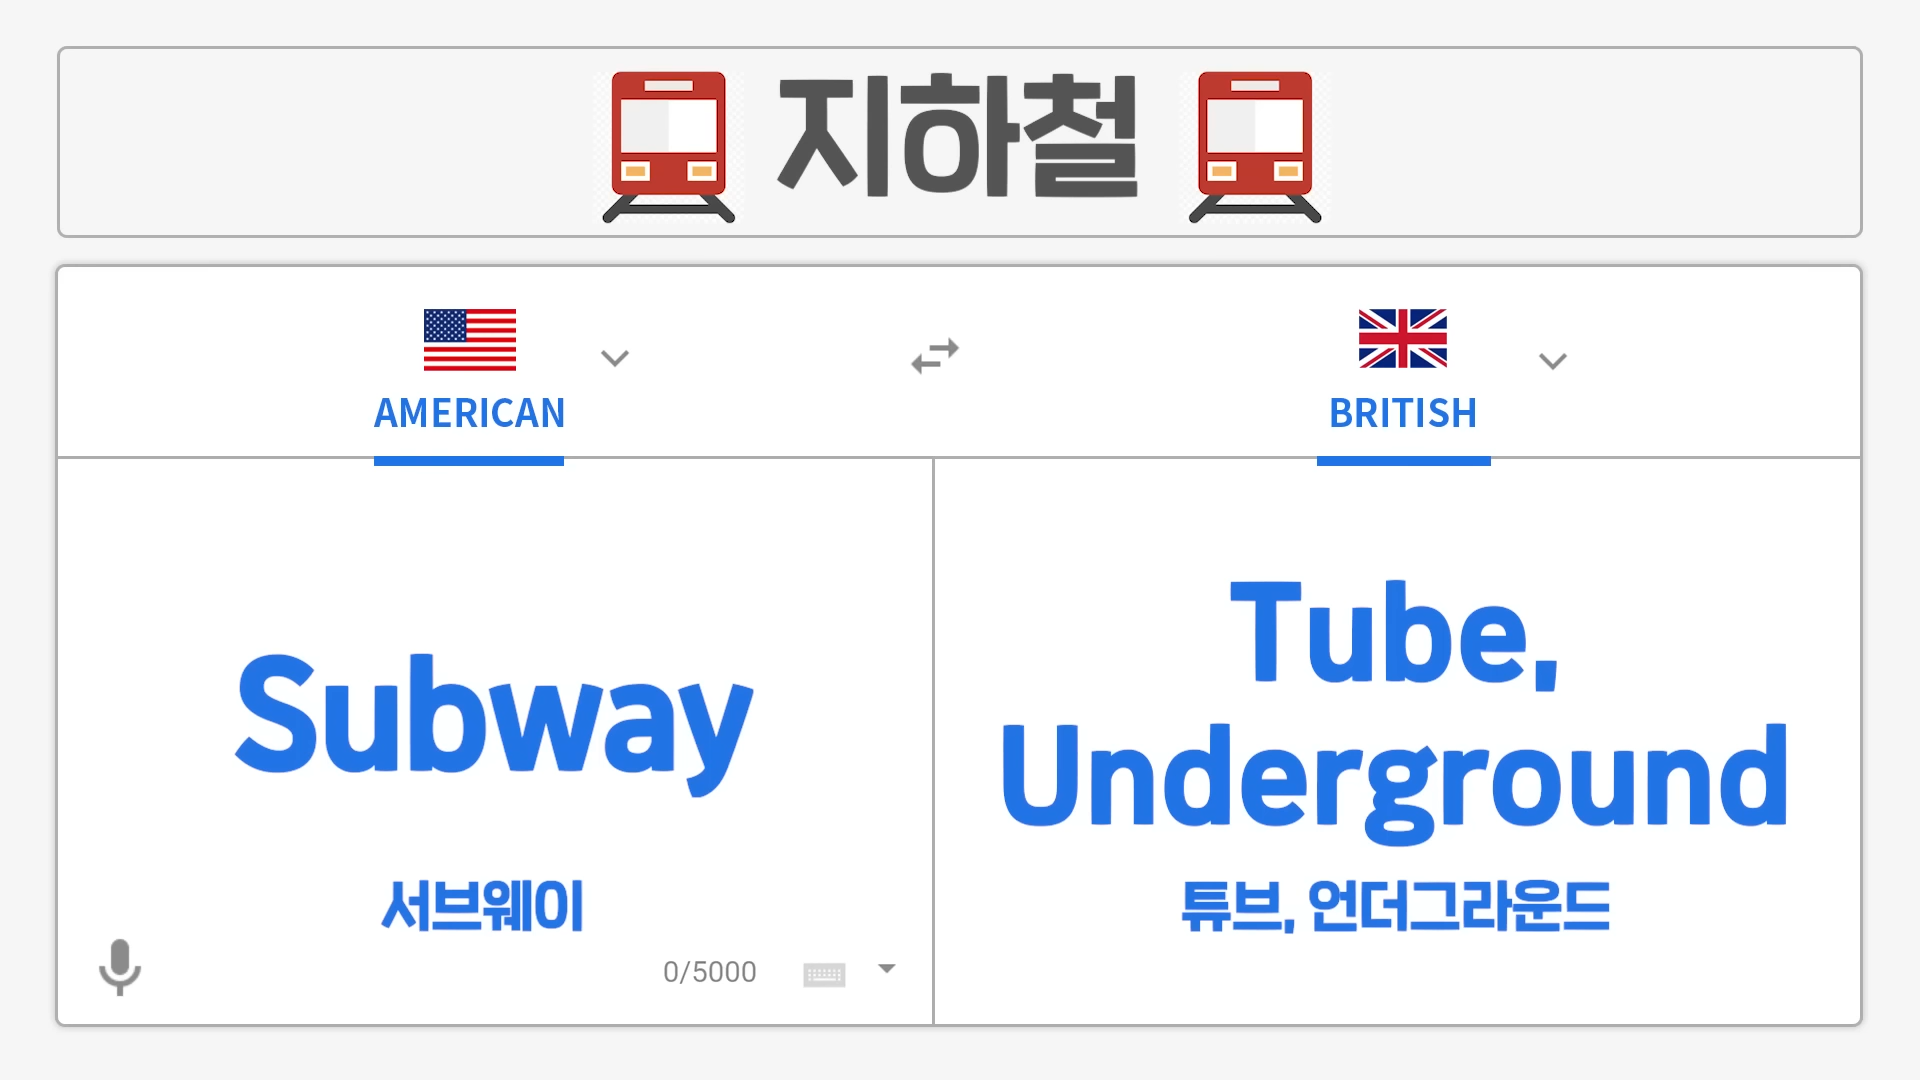 지하철
AMERICAN
BRITISH
Subway
서브웨이
0/5000
Tube,
Underground
튜브, 언더그라운드